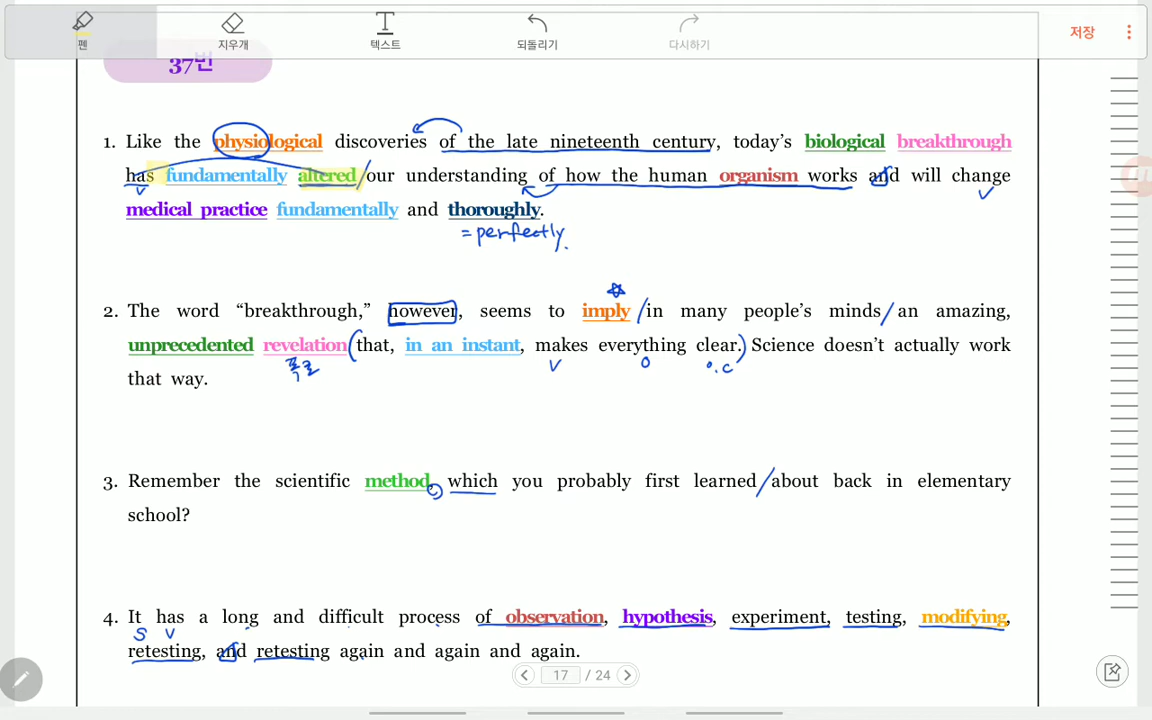 펜
지우개
텍스트
되돌리기
다시하기
저장
37번
1. Like the physiological discoveries of the late nineteenth century, today's biological breakthrough
has fundamentally altered our understanding of how the human organism works and will change
V
V
medical practice fundamentally and thoroughly.
= perfectly.
2. The word “breakthrough,” however, seems to imply in many people's minds an amazing,
unprecedented revelation that, in an instant, makes everything clear. Science doesn't actually work
폭로
V
O
o.c
that way.
3. Remember the scientific method, which you probably first learned about back in elementary
school?
4. It has a long and difficult process of observation, hypothesis, experiment, testing, modifying,
S V
retesting, and retesting again and again and again.
17 / 24